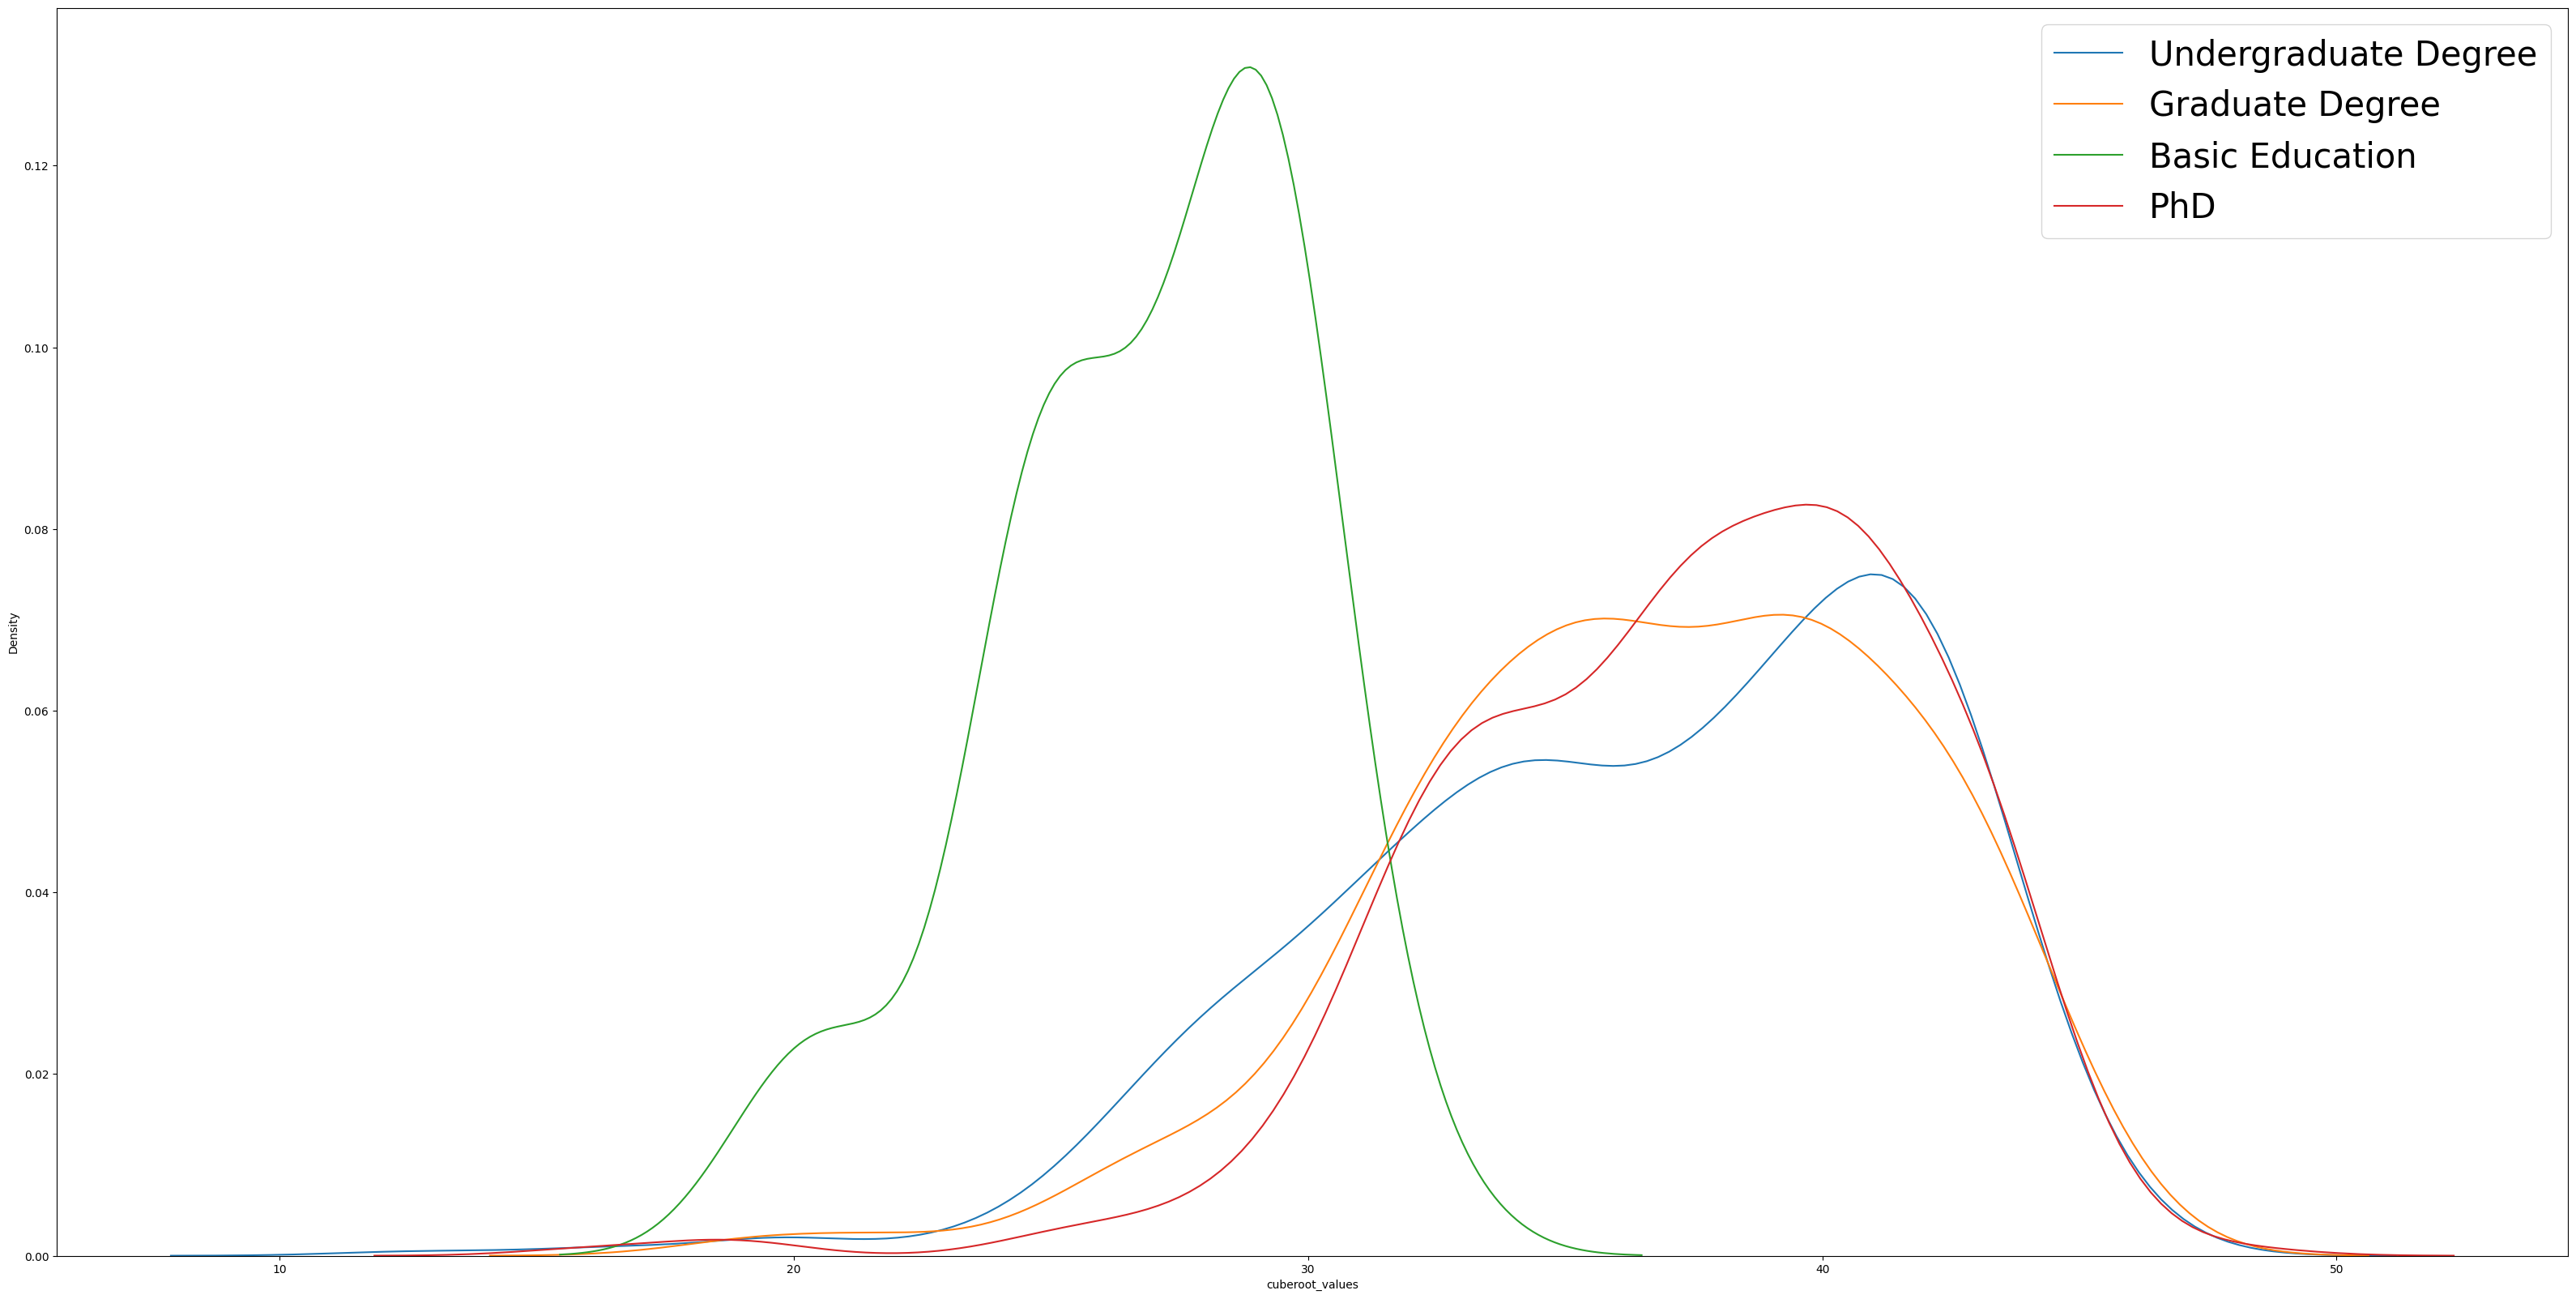 Undergraduate Degree
Graduate Degree
Basic Education
PhD
0.12
0.10
0.08
0.06
0.04
0.02
0.00
Density
10 20 30 40 50
cuberoot_values